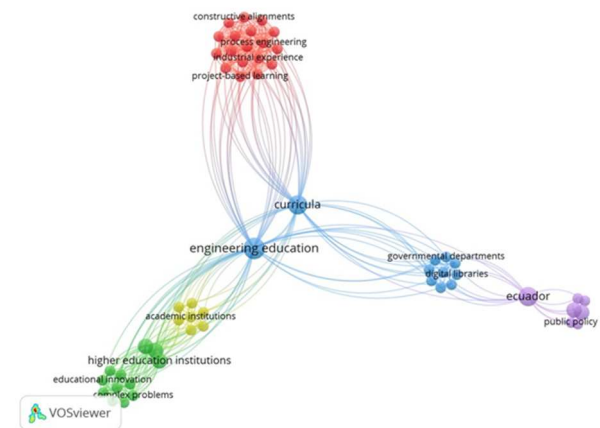 constructive alignments
process engineering
industrial experience
project-based learning
curricula
engineering education
governmental departments
digital libraries
ecuador
public policy
academic institutions
higher education institutions
educational innovation
complex problems
VOSviewer